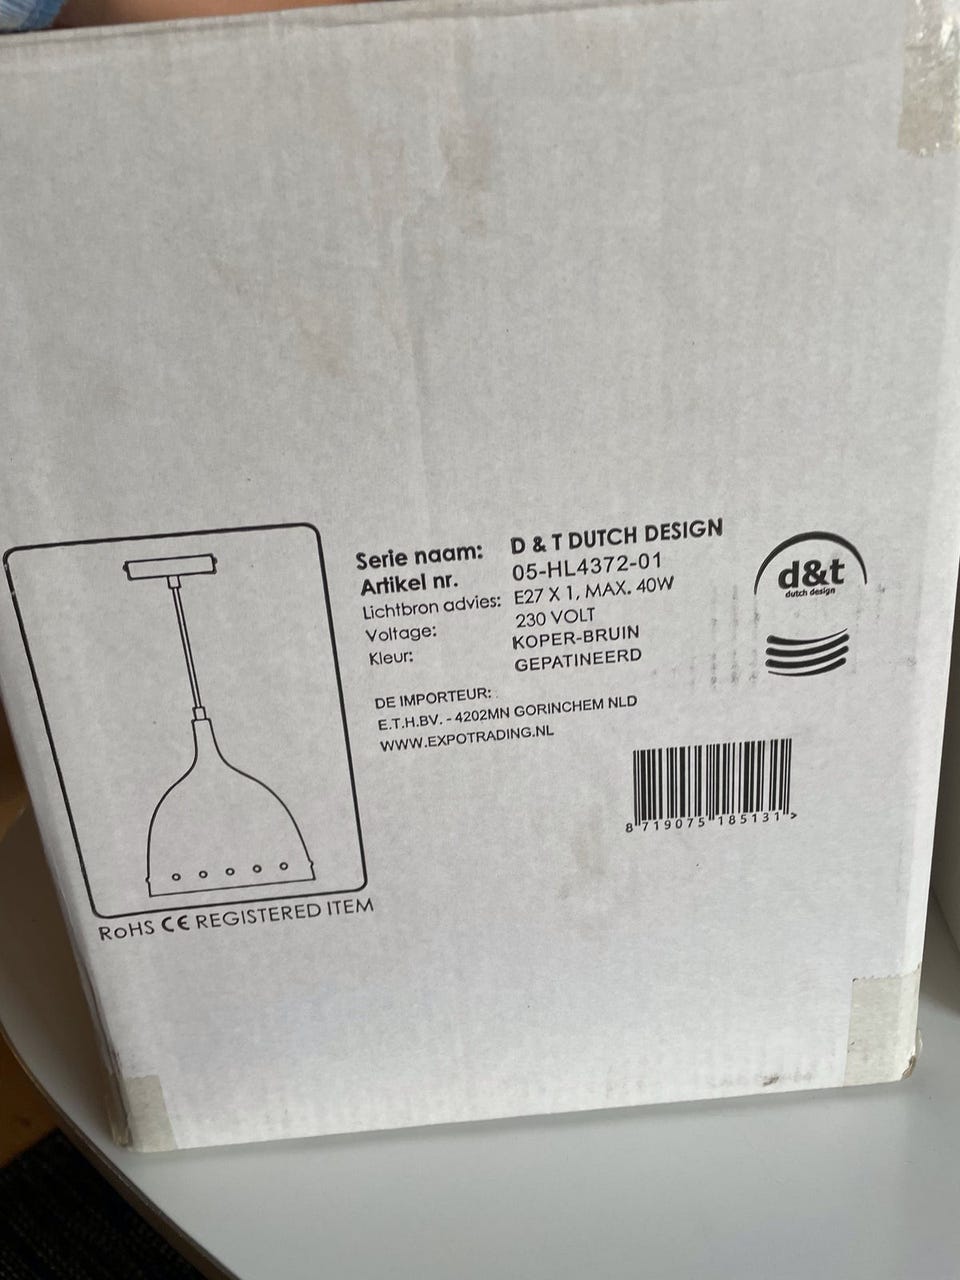 Serie naam: D & T DUTCH DESIGN
Artikel nr. 05-HL4372-01
Lichtbron advies: E27 X 1, MAX. 40W
Voltage: 230 VOLT
Kleur: KOPER-BRUIN
GEPATINEERD
DE IMPORTEUR:
E.T.H.BV. - 4202MN GORINCHEM NLD
WWW.EXPOTRADING.NL
d&t
dutch design
8 719075 185131 >
RoHS CE REGISTERED ITEM